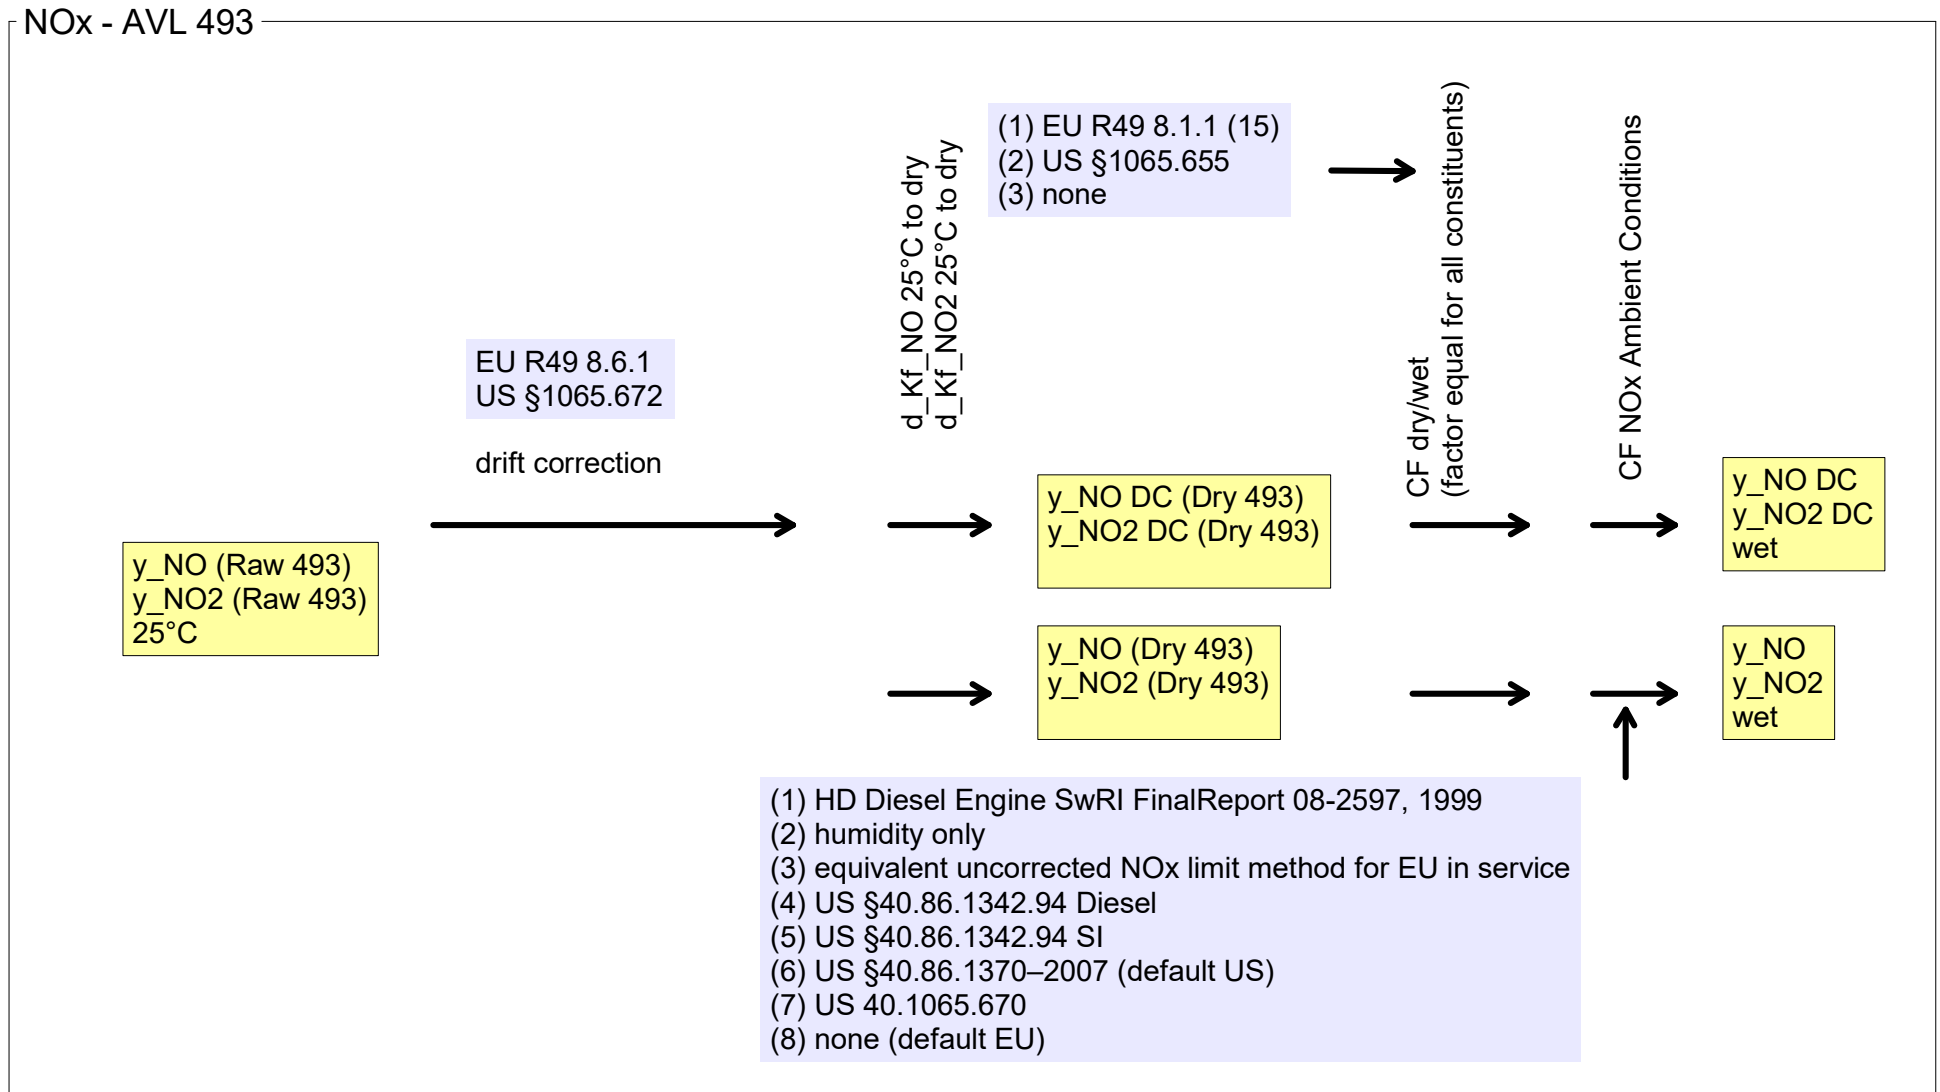 NOx - AVL 493
(1) EU R49 8.1.1 (15)
(2) US §1065.655
(3) none
d_Kf_NO 25°C to dry
d_Kf_NO2 25°C to dry
CF dry/wet
(factor equal for all constituents)
CF NOx Ambient Conditions
EU R49 8.6.1
US §1065.672
drift correction
y_NO (Raw 493)
y_NO2 (Raw 493)
25°C
y_NO DC (Dry 493)
y_NO2 DC (Dry 493)
y_NO DC
y_NO2 DC
wet
y_NO (Dry 493)
y_NO2 (Dry 493)
y_NO
y_NO2
wet
(1) HD Diesel Engine SwRI FinalReport 08-2597, 1999
(2) humidity only
(3) equivalent uncorrected NOx limit method for EU in service
(4) US §40.86.1342.94 Diesel
(5) US §40.86.1342.94 SI
(6) US §40.86.1370–2007 (default US)
(7) US 40.1065.670
(8) none (default EU)